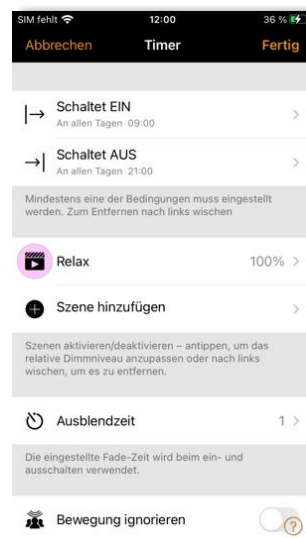 SIM fehlt 12:00 36 %
Abbrechen Timer Fertig
Schaltet EIN
An allen Tagen 09:00
Schaltet AUS
An allen Tagen 21:00
Mindestens eine der Bedingungen muss eingestellt
werden. Zum Entfernen nach links wischen
Relax 100%
Szene hinzufügen
Szenen aktivieren/deaktivieren – antippen, um das
relative Dimmniveau anzupassen oder nach links
wischen, um es zu entfernen.
Ausblendzeit 1
Die eingestellte Fade-Zeit wird beim ein- und
ausschalten verwendet.
Bewegung ignorieren
?